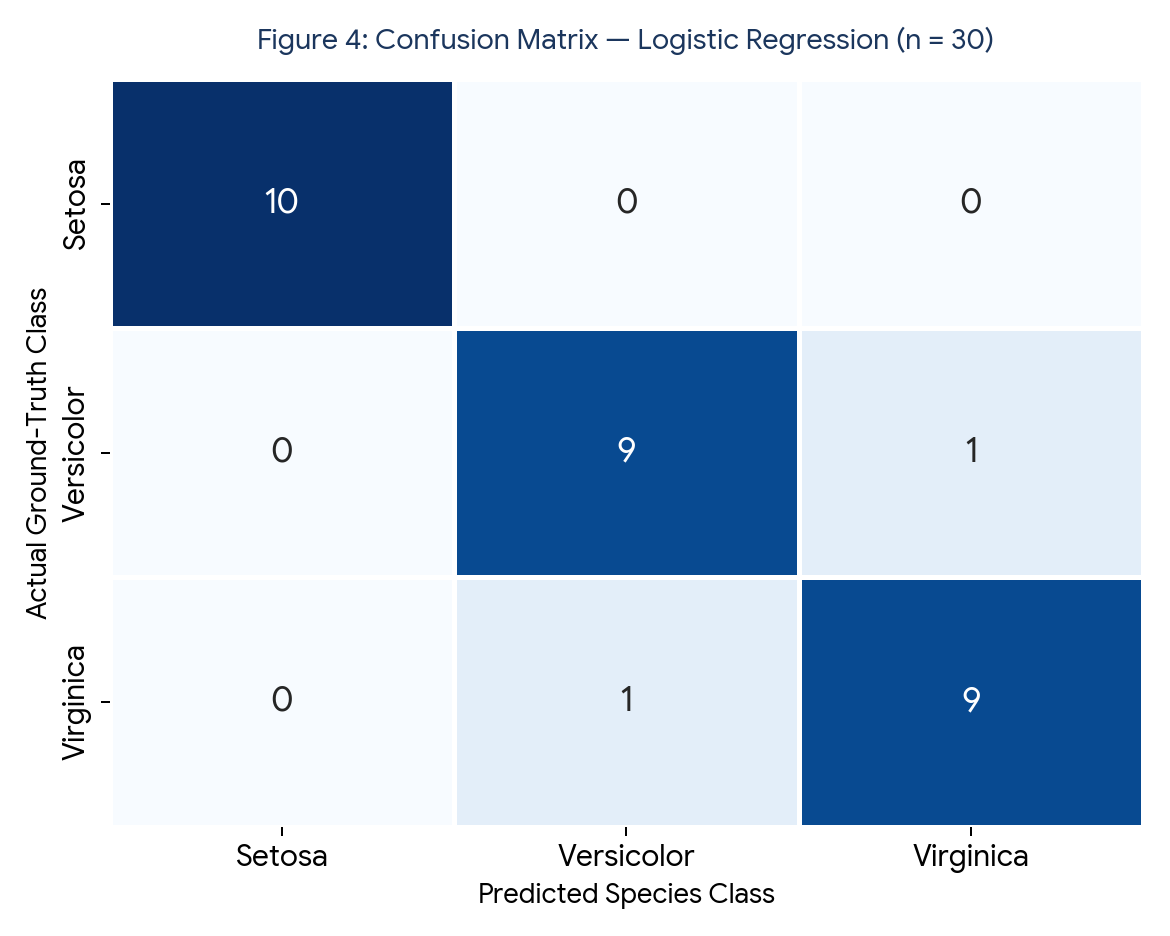 Figure 4: Confusion Matrix — Logistic Regression (n = 30)
Actual Ground-Truth Class
Setosa
10
0
0
Versicolor
0
9
1
Virginica
0
1
9
Setosa
Versicolor
Virginica
Predicted Species Class